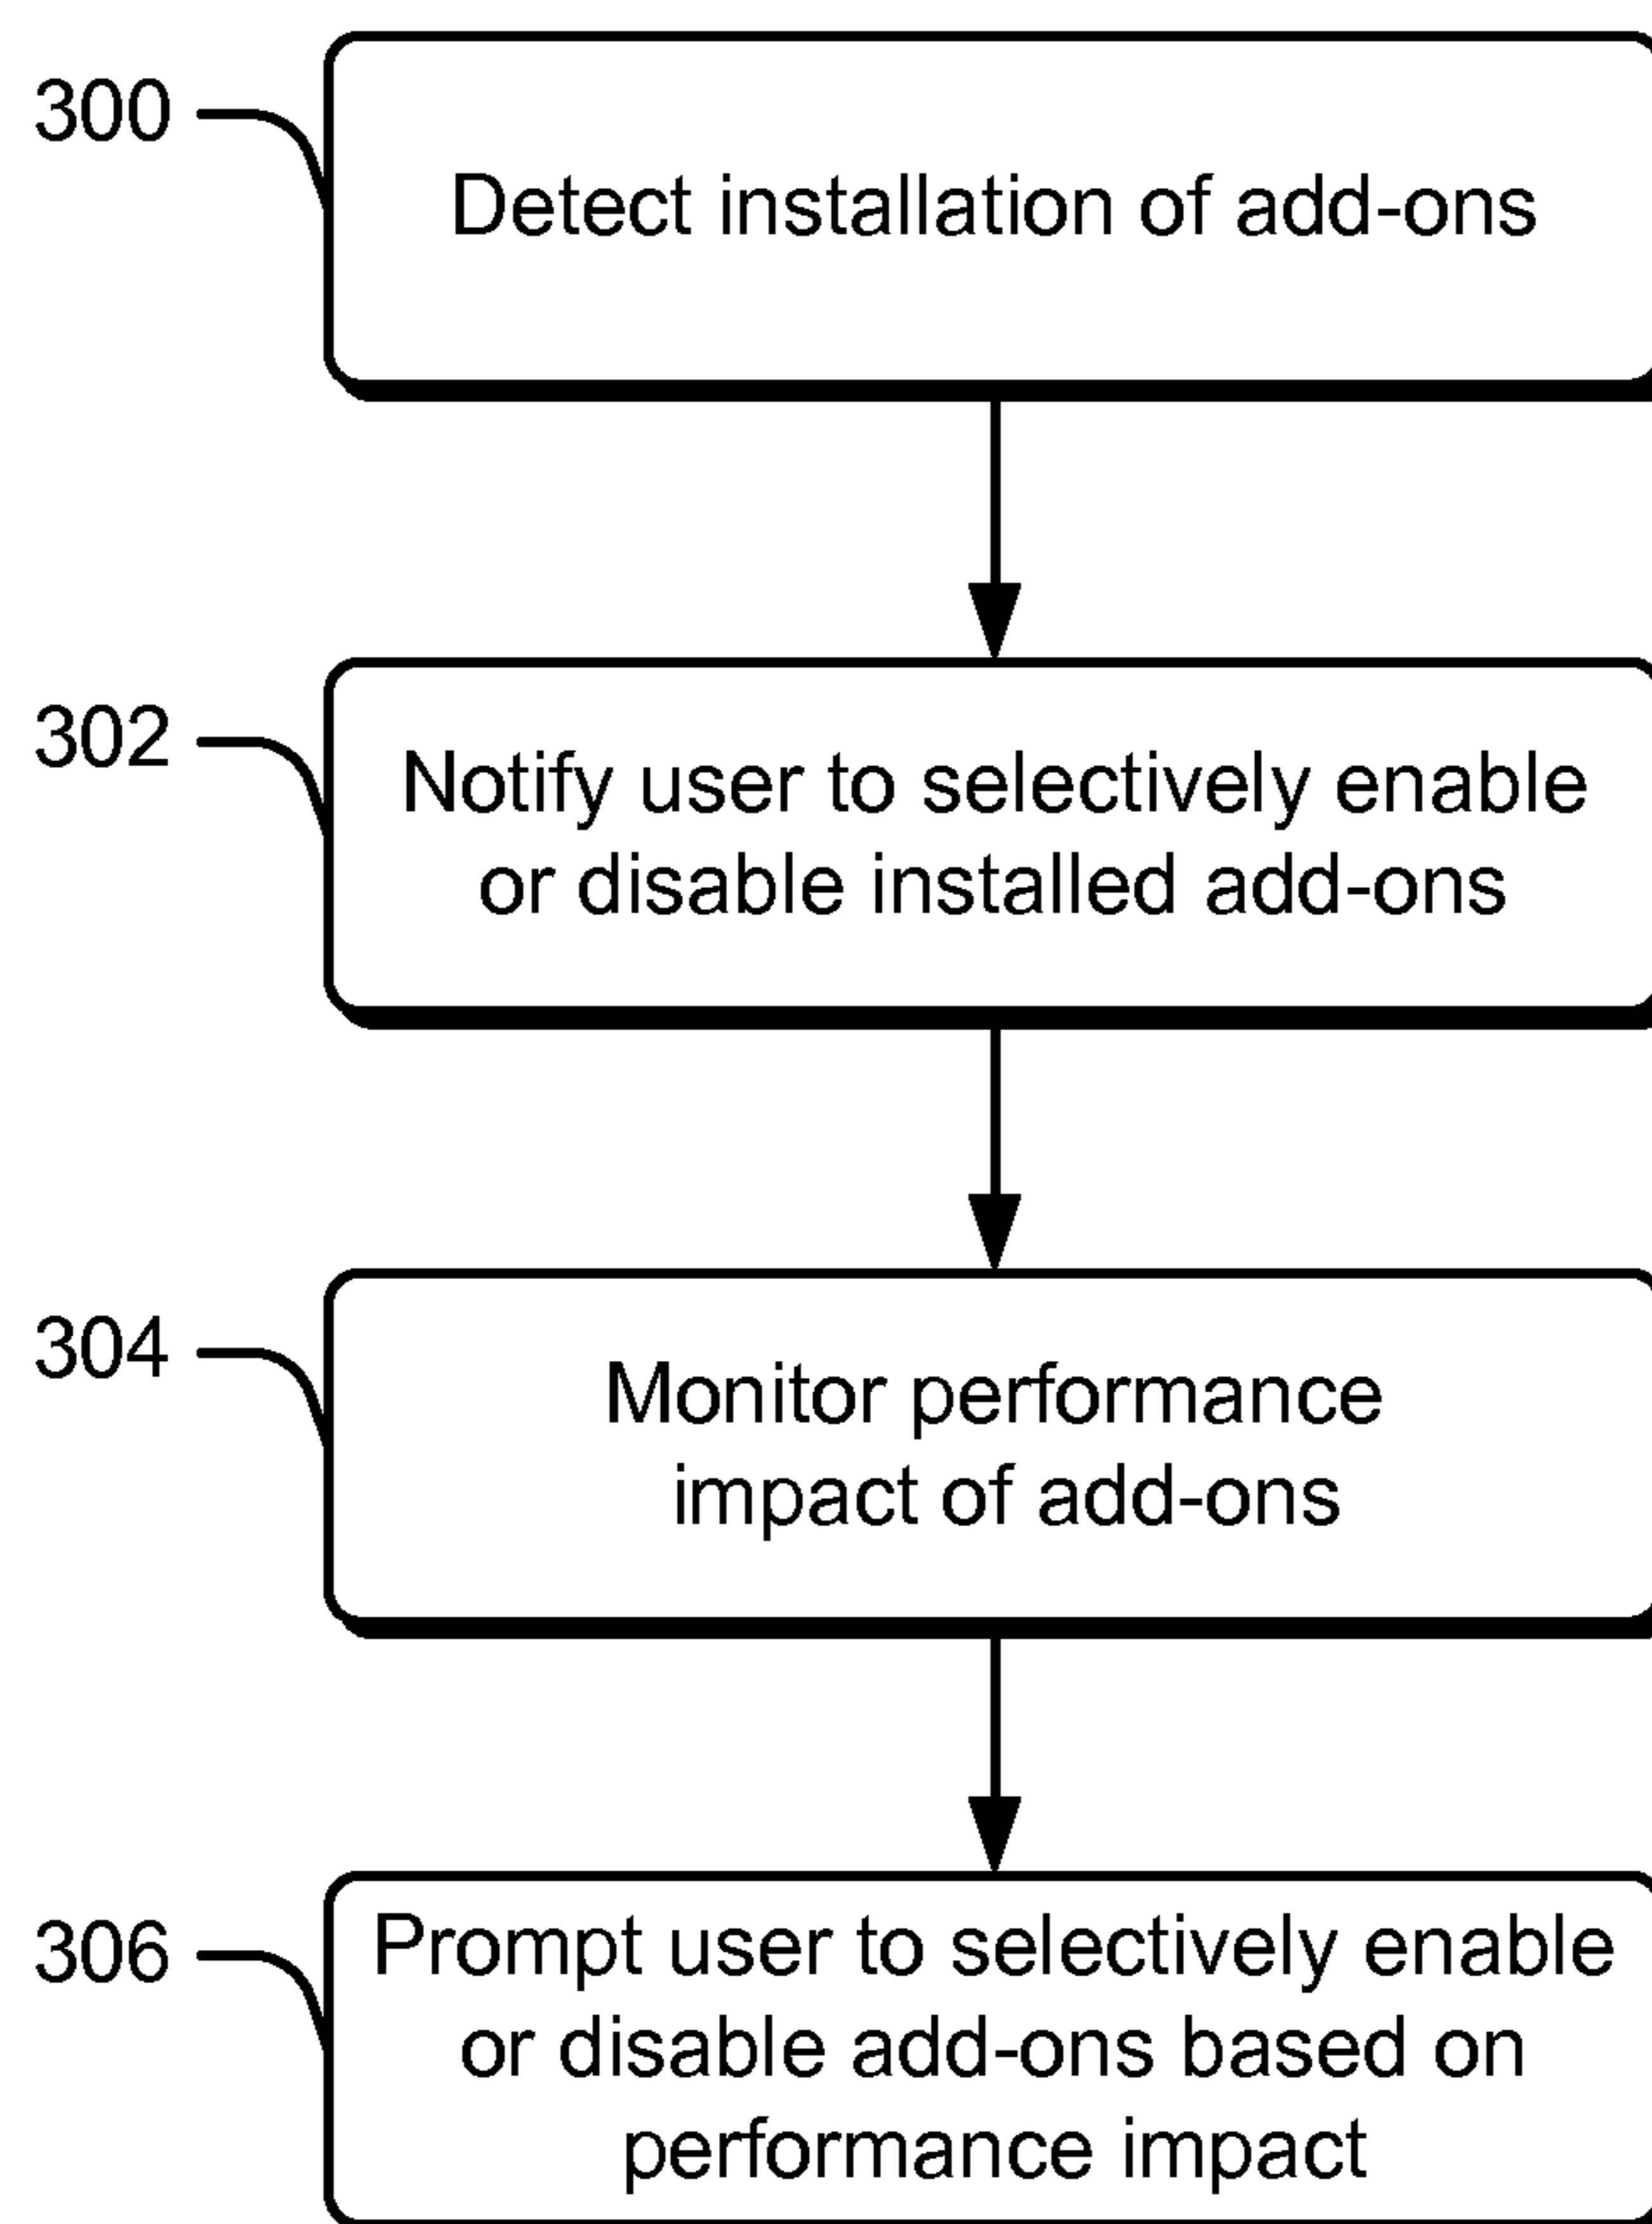 300
Detect installation of add-ons
302
Notify user to selectively enable
or disable installed add-ons
304
Monitor performance
impact of add-ons
306
Prompt user to selectively enable
or disable add-ons based on
performance impact